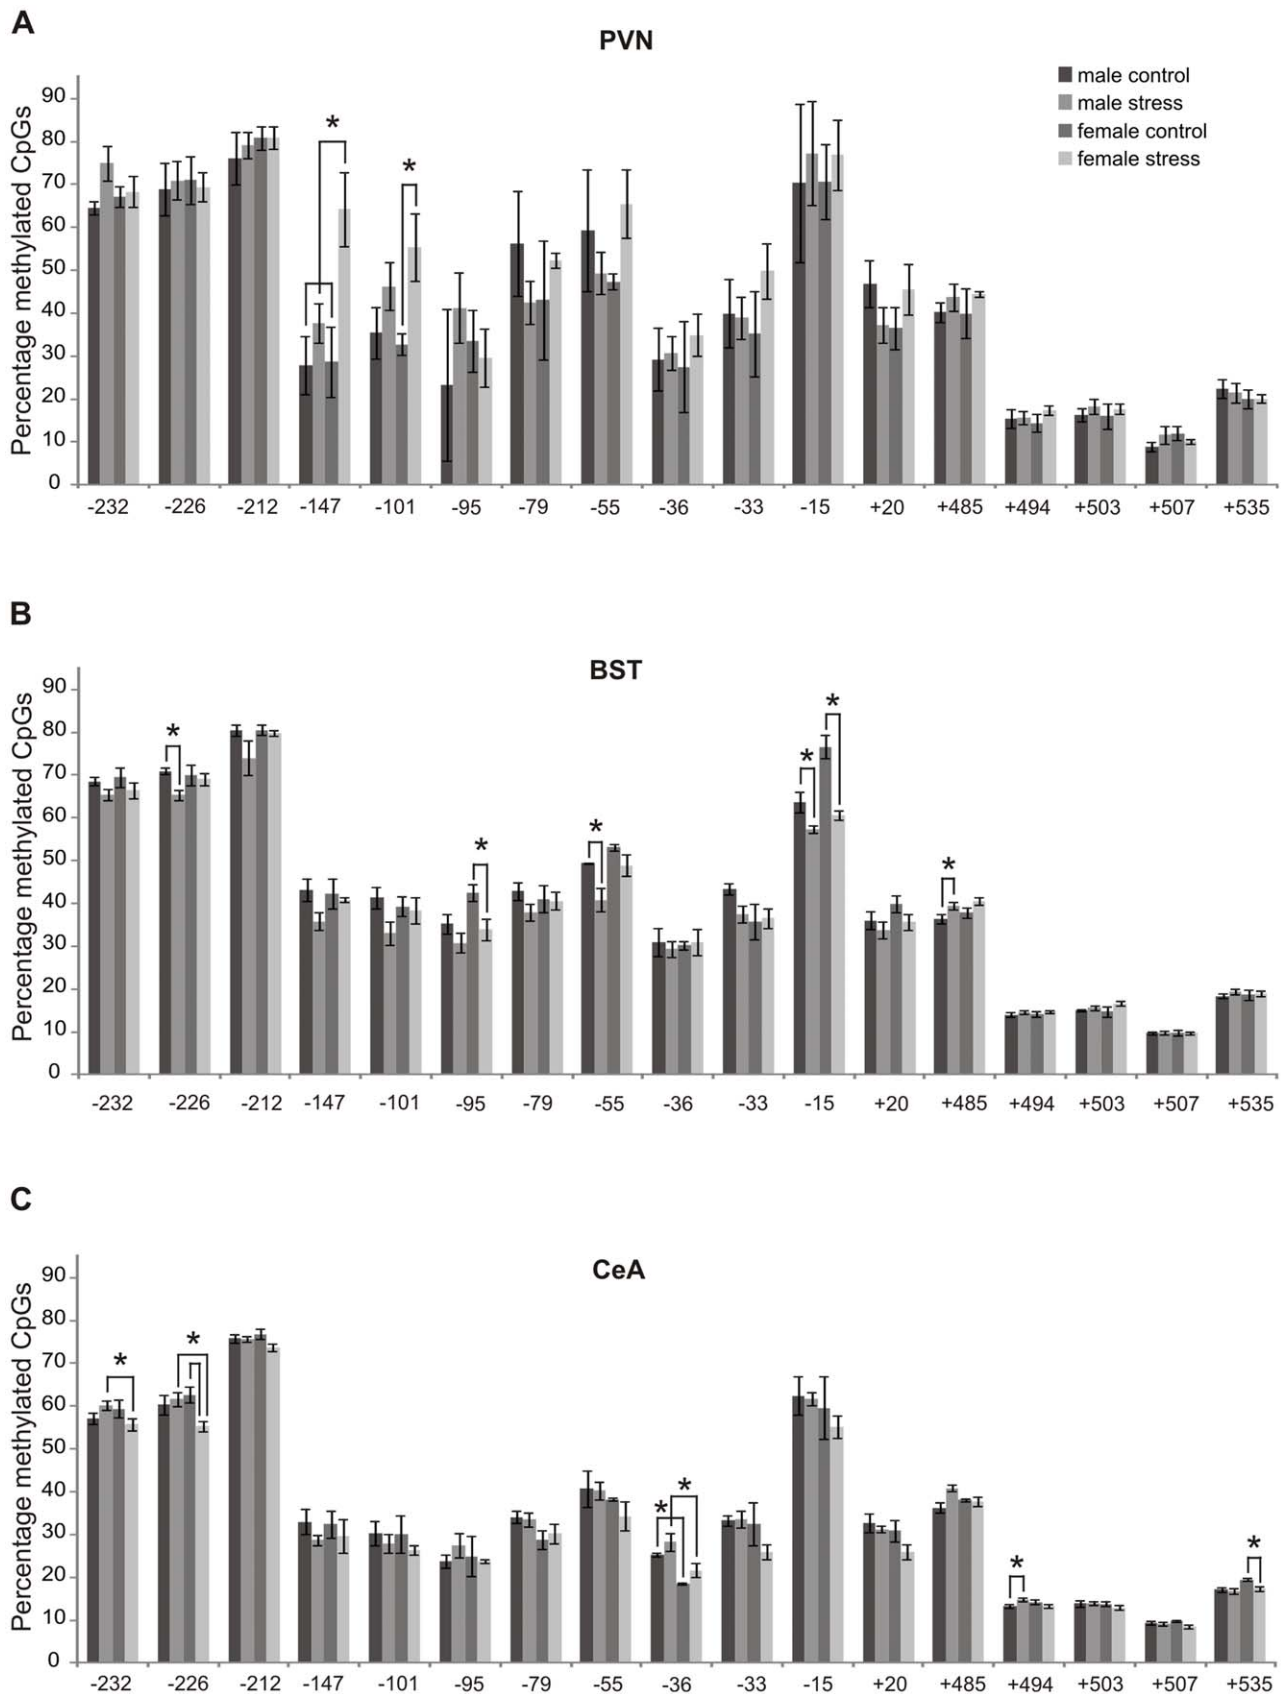 A
PVN
male control
male stress
female control
female stress
Percentage methylated CpGs
90
80
70
60
50
40
30
20
10
0
* *
-232 -226 -212 -147 -101 -95 -79 -55 -36 -33 -15 +20 +485 +494 +503 +507 +535
B
BST
Percentage methylated CpGs
90
80
70
60
50
40
30
20
10
0
* * * * * *
-232 -226 -212 -147 -101 -95 -79 -55 -36 -33 -15 +20 +485 +494 +503 +507 +535
C
CeA
Percentage methylated CpGs
90
80
70
60
50
40
30
20
10
0
* * * * * *
-232 -226 -212 -147 -101 -95 -79 -55 -36 -33 -15 +20 +485 +494 +503 +507 +535